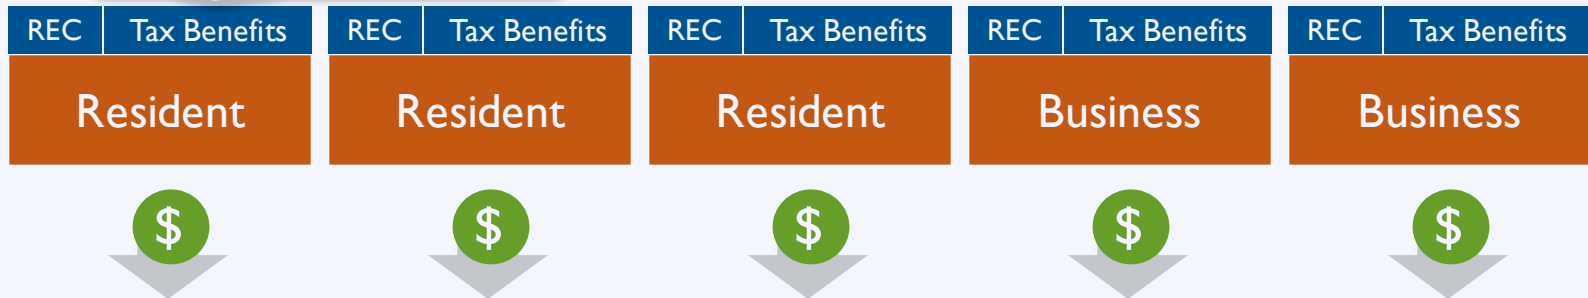 REC Tax Benefits REC Tax Benefits REC Tax Benefits REC Tax Benefits REC Tax Benefits
Resident Resident Resident Business Business
$ $ $ $ $